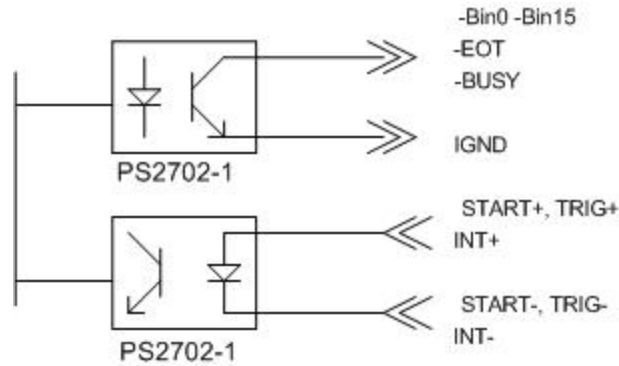 -Bin0 -Bin15
-EOT
-BUSY
IGND
PS2702-1
START+, TRIG+
INT+
START-, TRIG-
INT-
PS2702-1